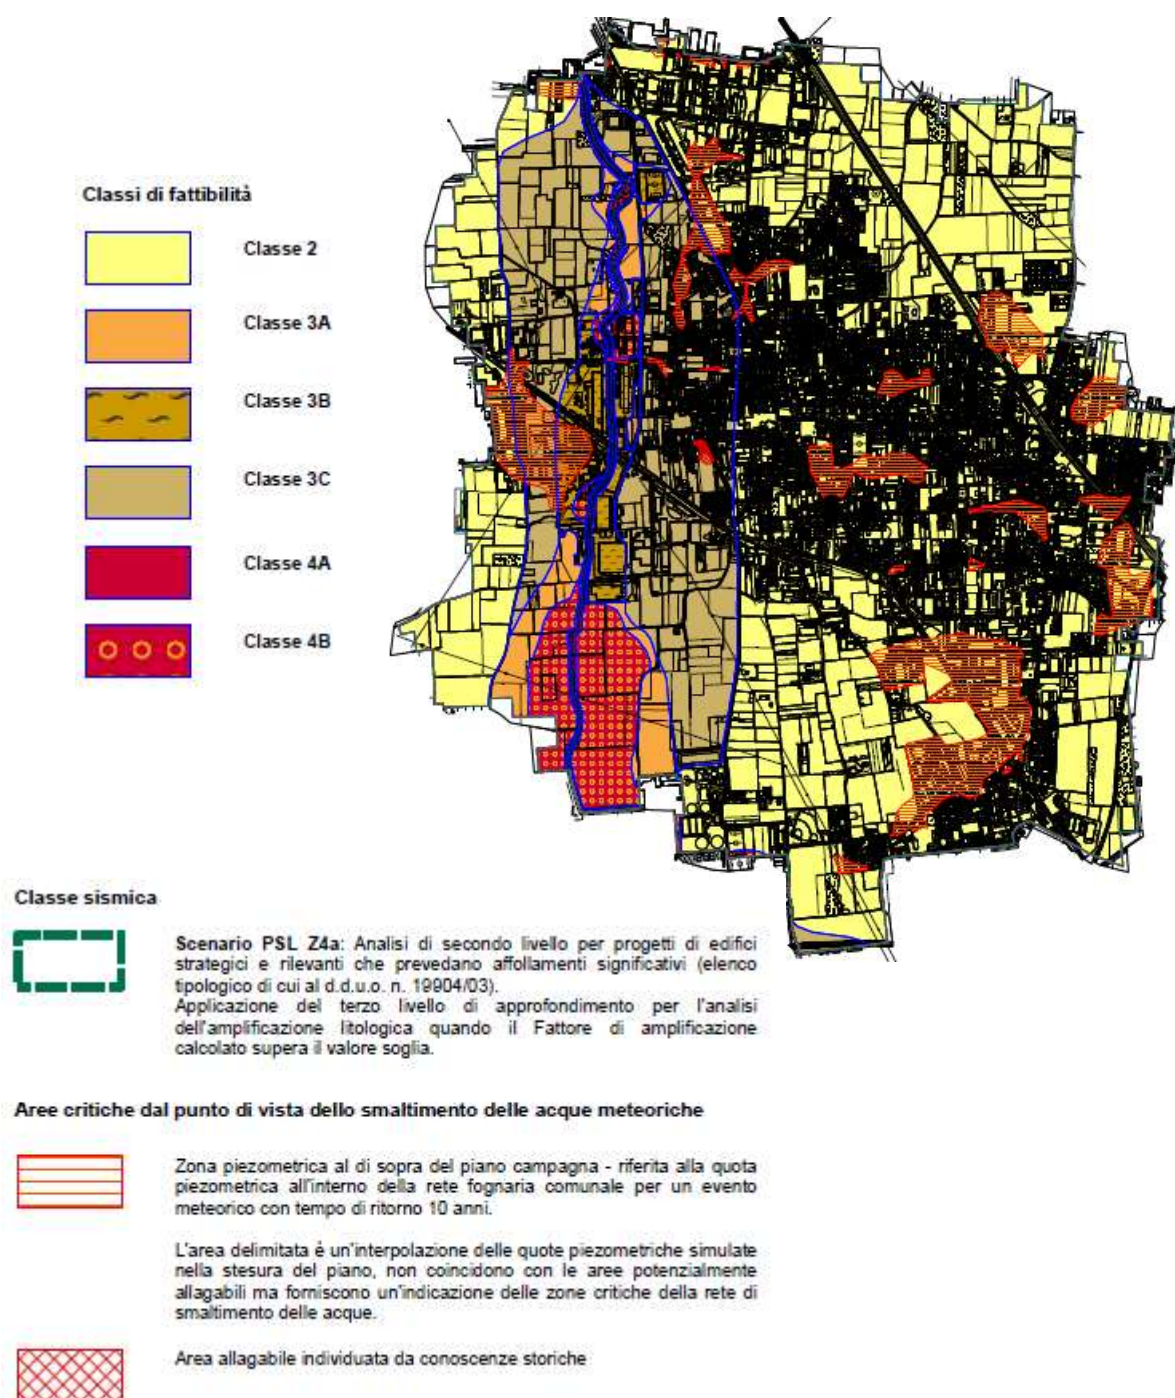 Classi di fattibilità
Classe 2
Classe 3A
Classe 3B
Classe 3C
Classe 4A
Classe 4B
Classe sismica
Scenario PSL Z4a: Analisi di secondo livello per progetti di edifici
strategici e rilevanti che prevedano affollamenti significativi (elenco
tipologico di cui al d.d.u.o. n. 19904/03).
Applicazione del terzo livello di approfondimento per l'analisi
dell'amplificazione litologica quando il Fattore di amplificazione
calcolato supera il valore soglia.
Aree critiche dal punto di vista dello smaltimento delle acque meteoriche
Zona piezometrica al di sopra del piano campagna - riferita alla quota
piezometrica all'interno della rete fognaria comunale per un evento
meteorico con tempo di ritorno 10 anni.
L'area delimitata è un'interpolazione delle quote piezometriche simulate
nella stesura del piano, non coincidono con le aree potenzialmente
allagabili ma forniscono un'indicazione delle zone critiche della rete di
smaltimento delle acque.
Area allagabile individuata da conoscenze storiche